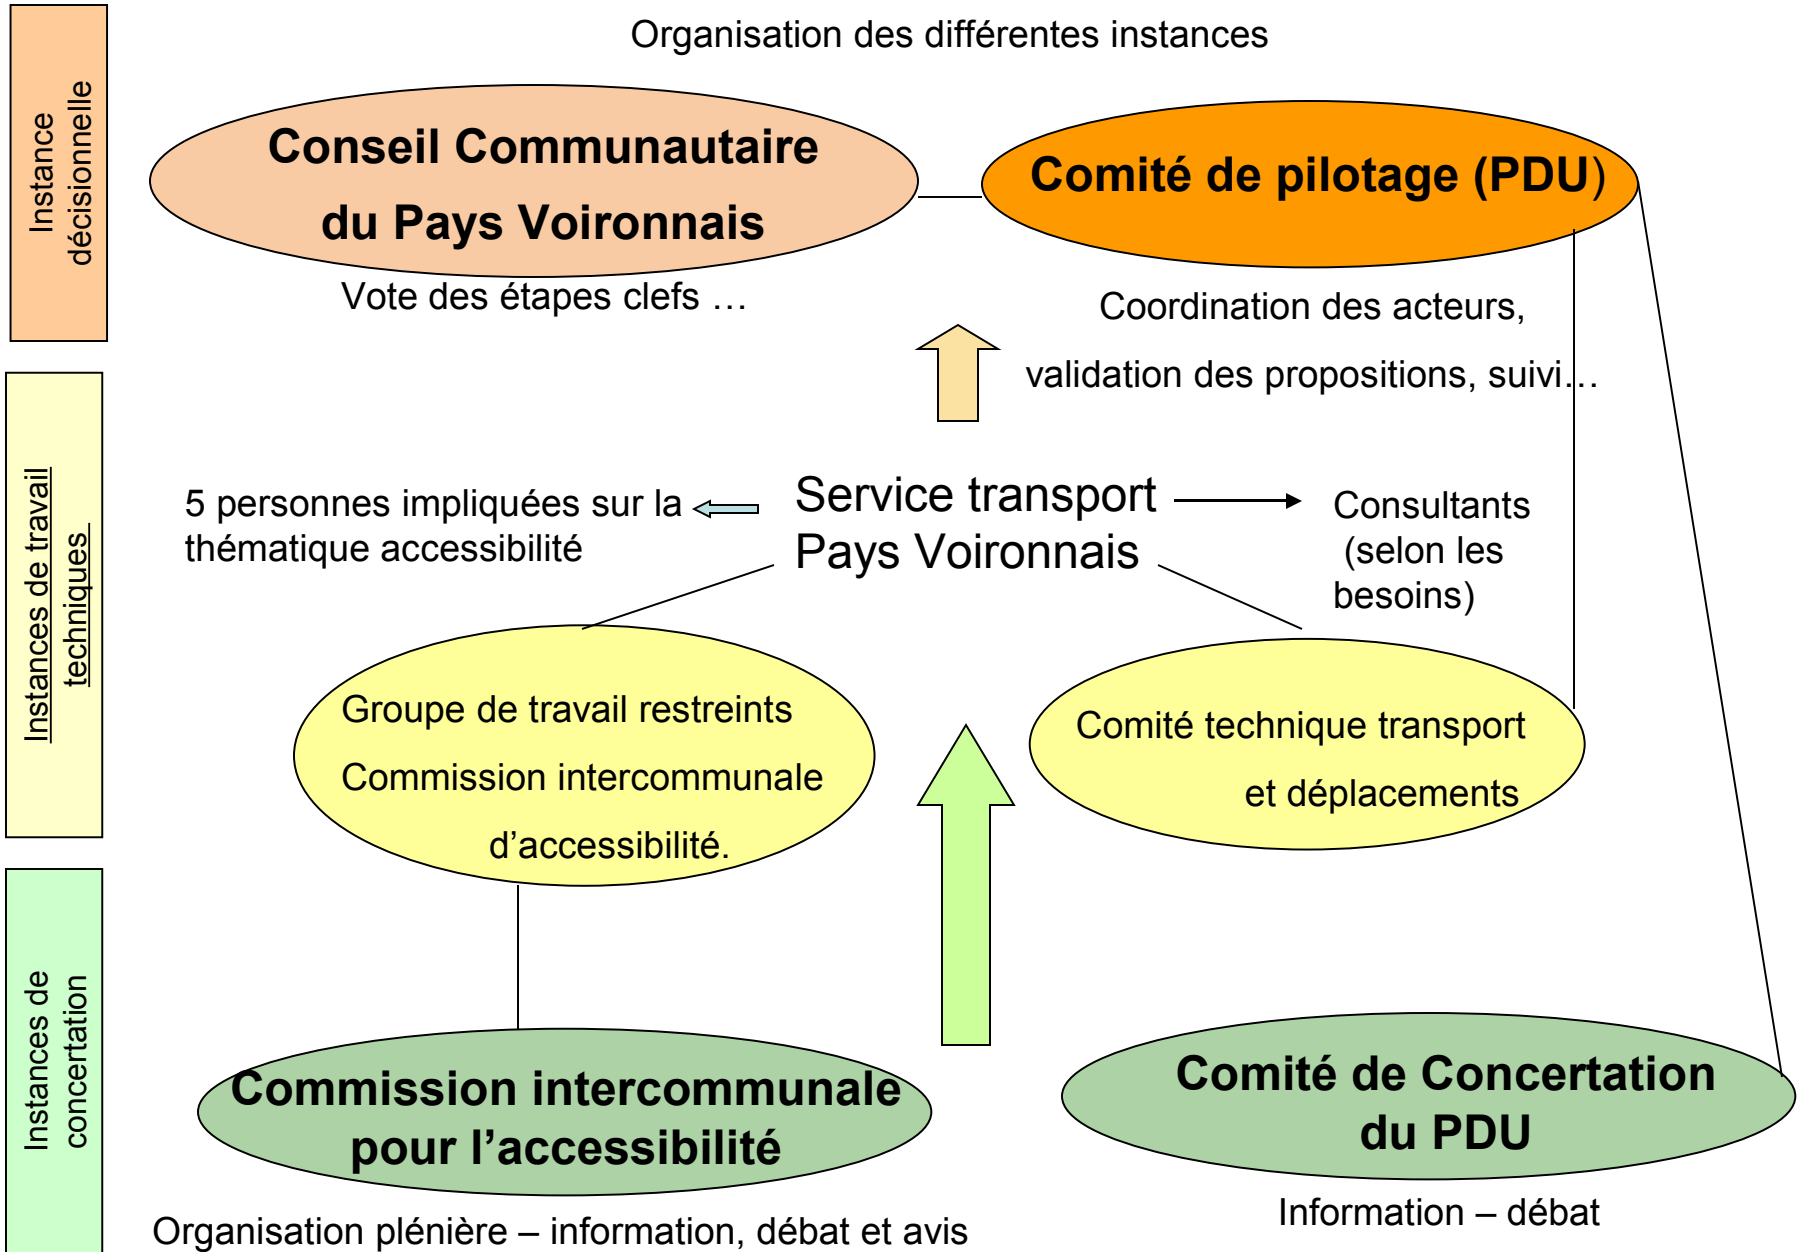 Organisation des différentes instances
Instance
décisionnelle
Conseil Communautaire
du Pays Voironnais
Comité de pilotage (PDU)
Vote des étapes clefs …
Coordination des acteurs,
validation des propositions, suivi…
Instances de travail
techniques
5 personnes impliquées sur la
thématique accessibilité
Service transport
Pays Voironnais
Consultants
(selon les
besoins)
Groupe de travail restreints
Commission intercommunale
d’accessibilité.
Comité technique transport
et déplacements
Instances de
concertation
Commission intercommunale
pour l’accessibilité
Comité de Concertation
du PDU
Organisation plénière – information, débat et avis
Information – débat